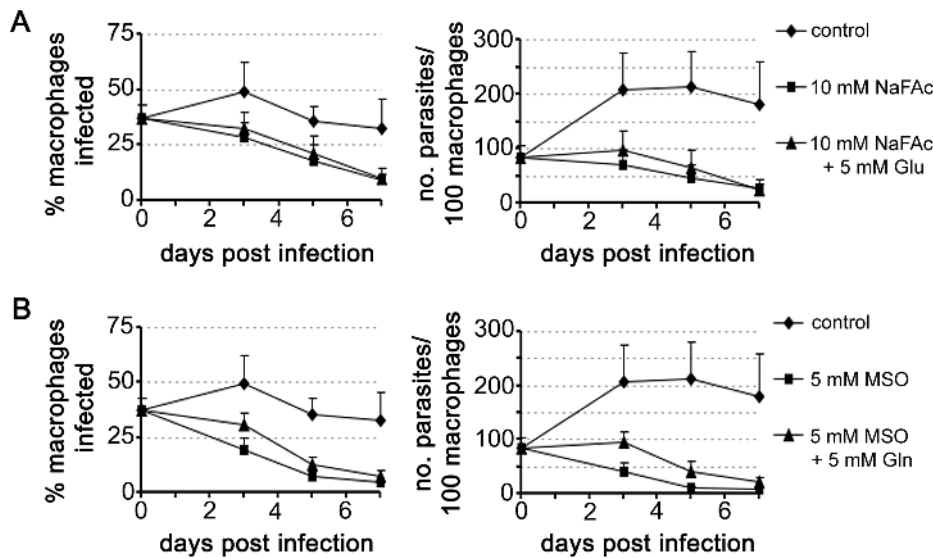 A
% macrophages
infected
75
50
25
0
0 2 4 6
days post infection
no. parasites/
100 macrophages
300
200
100
0
0 2 4 6
days post infection
control
10 mM NaFAc
10 mM NaFAc
+ 5 mM Glu
B
% macrophages
infected
75
50
25
0
0 2 4 6
days post infection
no. parasites/
100 macrophages
300
200
100
0
0 2 4 6
days post infection
control
5 mM MSO
5 mM MSO
+ 5 mM Gln